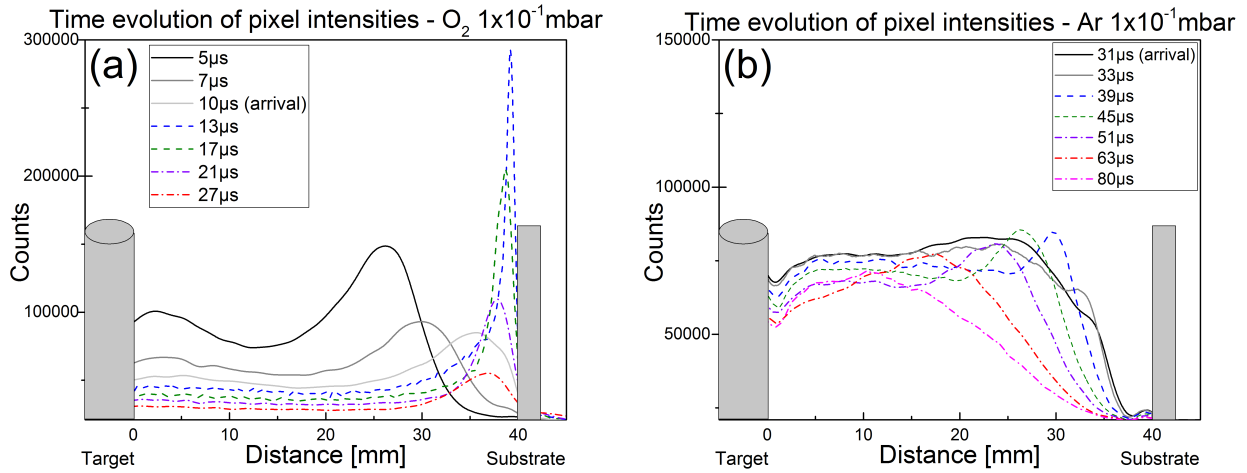 Time evolution of pixel intensities - O₂ 1x10⁻¹mbar
(a)
5µs
7µs
10µs (arrival)
13µs
17µs
21µs
27µs
300000
200000
100000
Counts
0
10
20
30
40
Target
Distance [mm]
Substrate
Time evolution of pixel intensities - Ar 1x10⁻¹mbar
(b)
31µs (arrival)
33µs
39µs
45µs
51µs
63µs
80µs
150000
100000
50000
Counts
0
10
20
30
40
Target
Distance [mm]
Substrate